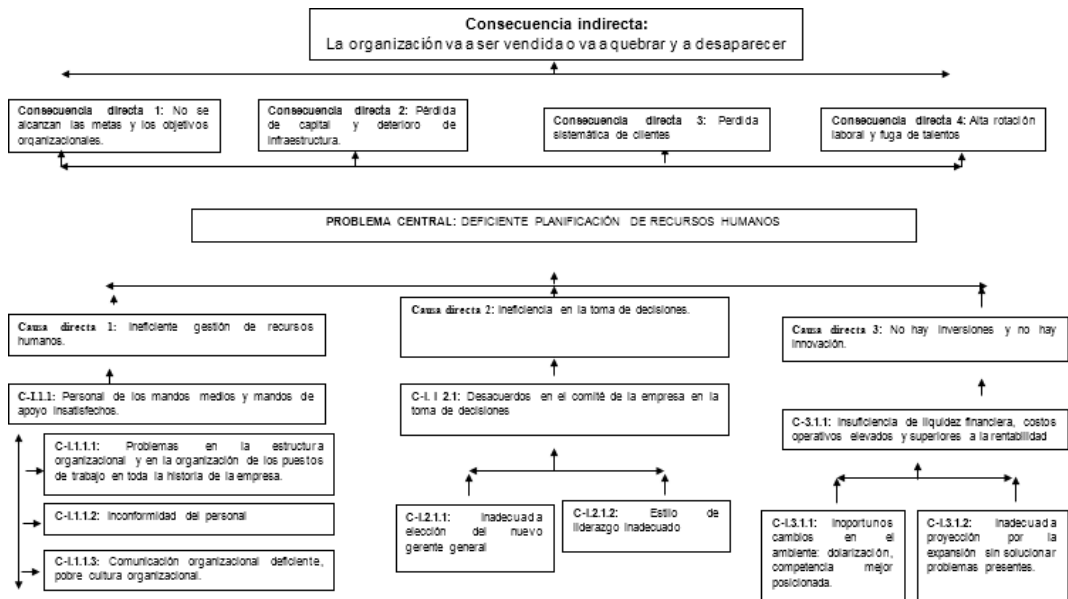 Consecuencia indirecta:
La organización va a ser vendida o va a quebrar y a desaparecer
Consecuencia directa 1: No se
alcanzan las metas y los objetivos
organizacionales.
Consecuencia directa 2: Pérdida
de capital y deterioro de
infraestructura.
Consecuencia directa 3: Perdida
sistemática de clientes
Consecuencia directa 4: Alta rotación
laboral y fuga de talentos
PROBLEMA CENTRAL: DEFICIENTE PLANIFICACIÓN DE RECURSOS HUMANOS
Causa directa 1: Ineficiente gestión de recursos
humanos.
Causa directa 2: Ineficiencia en la toma de decisiones.
Causa directa 3: No hay inversiones y no hay
innovación.
C-I.1.1: Personal de los mandos medios y mandos de
apoyo insatisfechos.
C-I. I 2.1: Desacuerdos en el comité de la empresa en la
toma de decisiones
C-3.1.1: Insuficiencia de liquidez financiera, costos
operativos elevados y superiores a la rentabilidad
C-I.1.1.1: Problemas en la estructura
organizacional y en la organización de los puestos
de trabajo en toda la historia de la empresa.
C-I.1.1.2: Inconformidad del personal
C-I.1.1.3: Comunicación organizacional deficiente,
pobre cultura organizacional.
C-I.2.1.1: Inadecuada
elección del nuevo
gerente general
C-I.2.1.2: Estilo de
liderazgo inadecuado
C-I.3.1.1: Inoportunos
cambios en el
ambiente: dolarización,
competencia mejor
posicionada.
C-I.3.1.2: Inadecuada
proyección por la
expansión sin solucionar
problemas presentes.